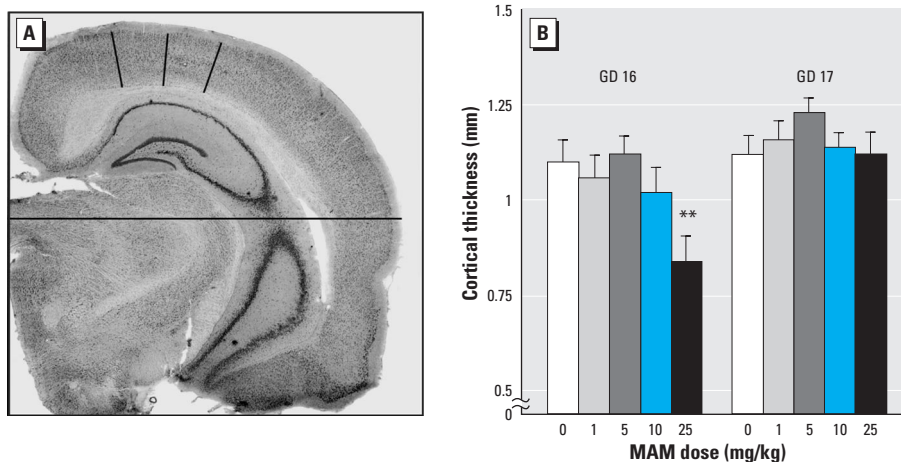 A
B
1.5
GD 16
GD 17
1.25
1
**
0.75
0.5
0
Cortical thickness (mm)
0 1 5 10 25 0 1 5 10 25
MAM dose (mg/kg)